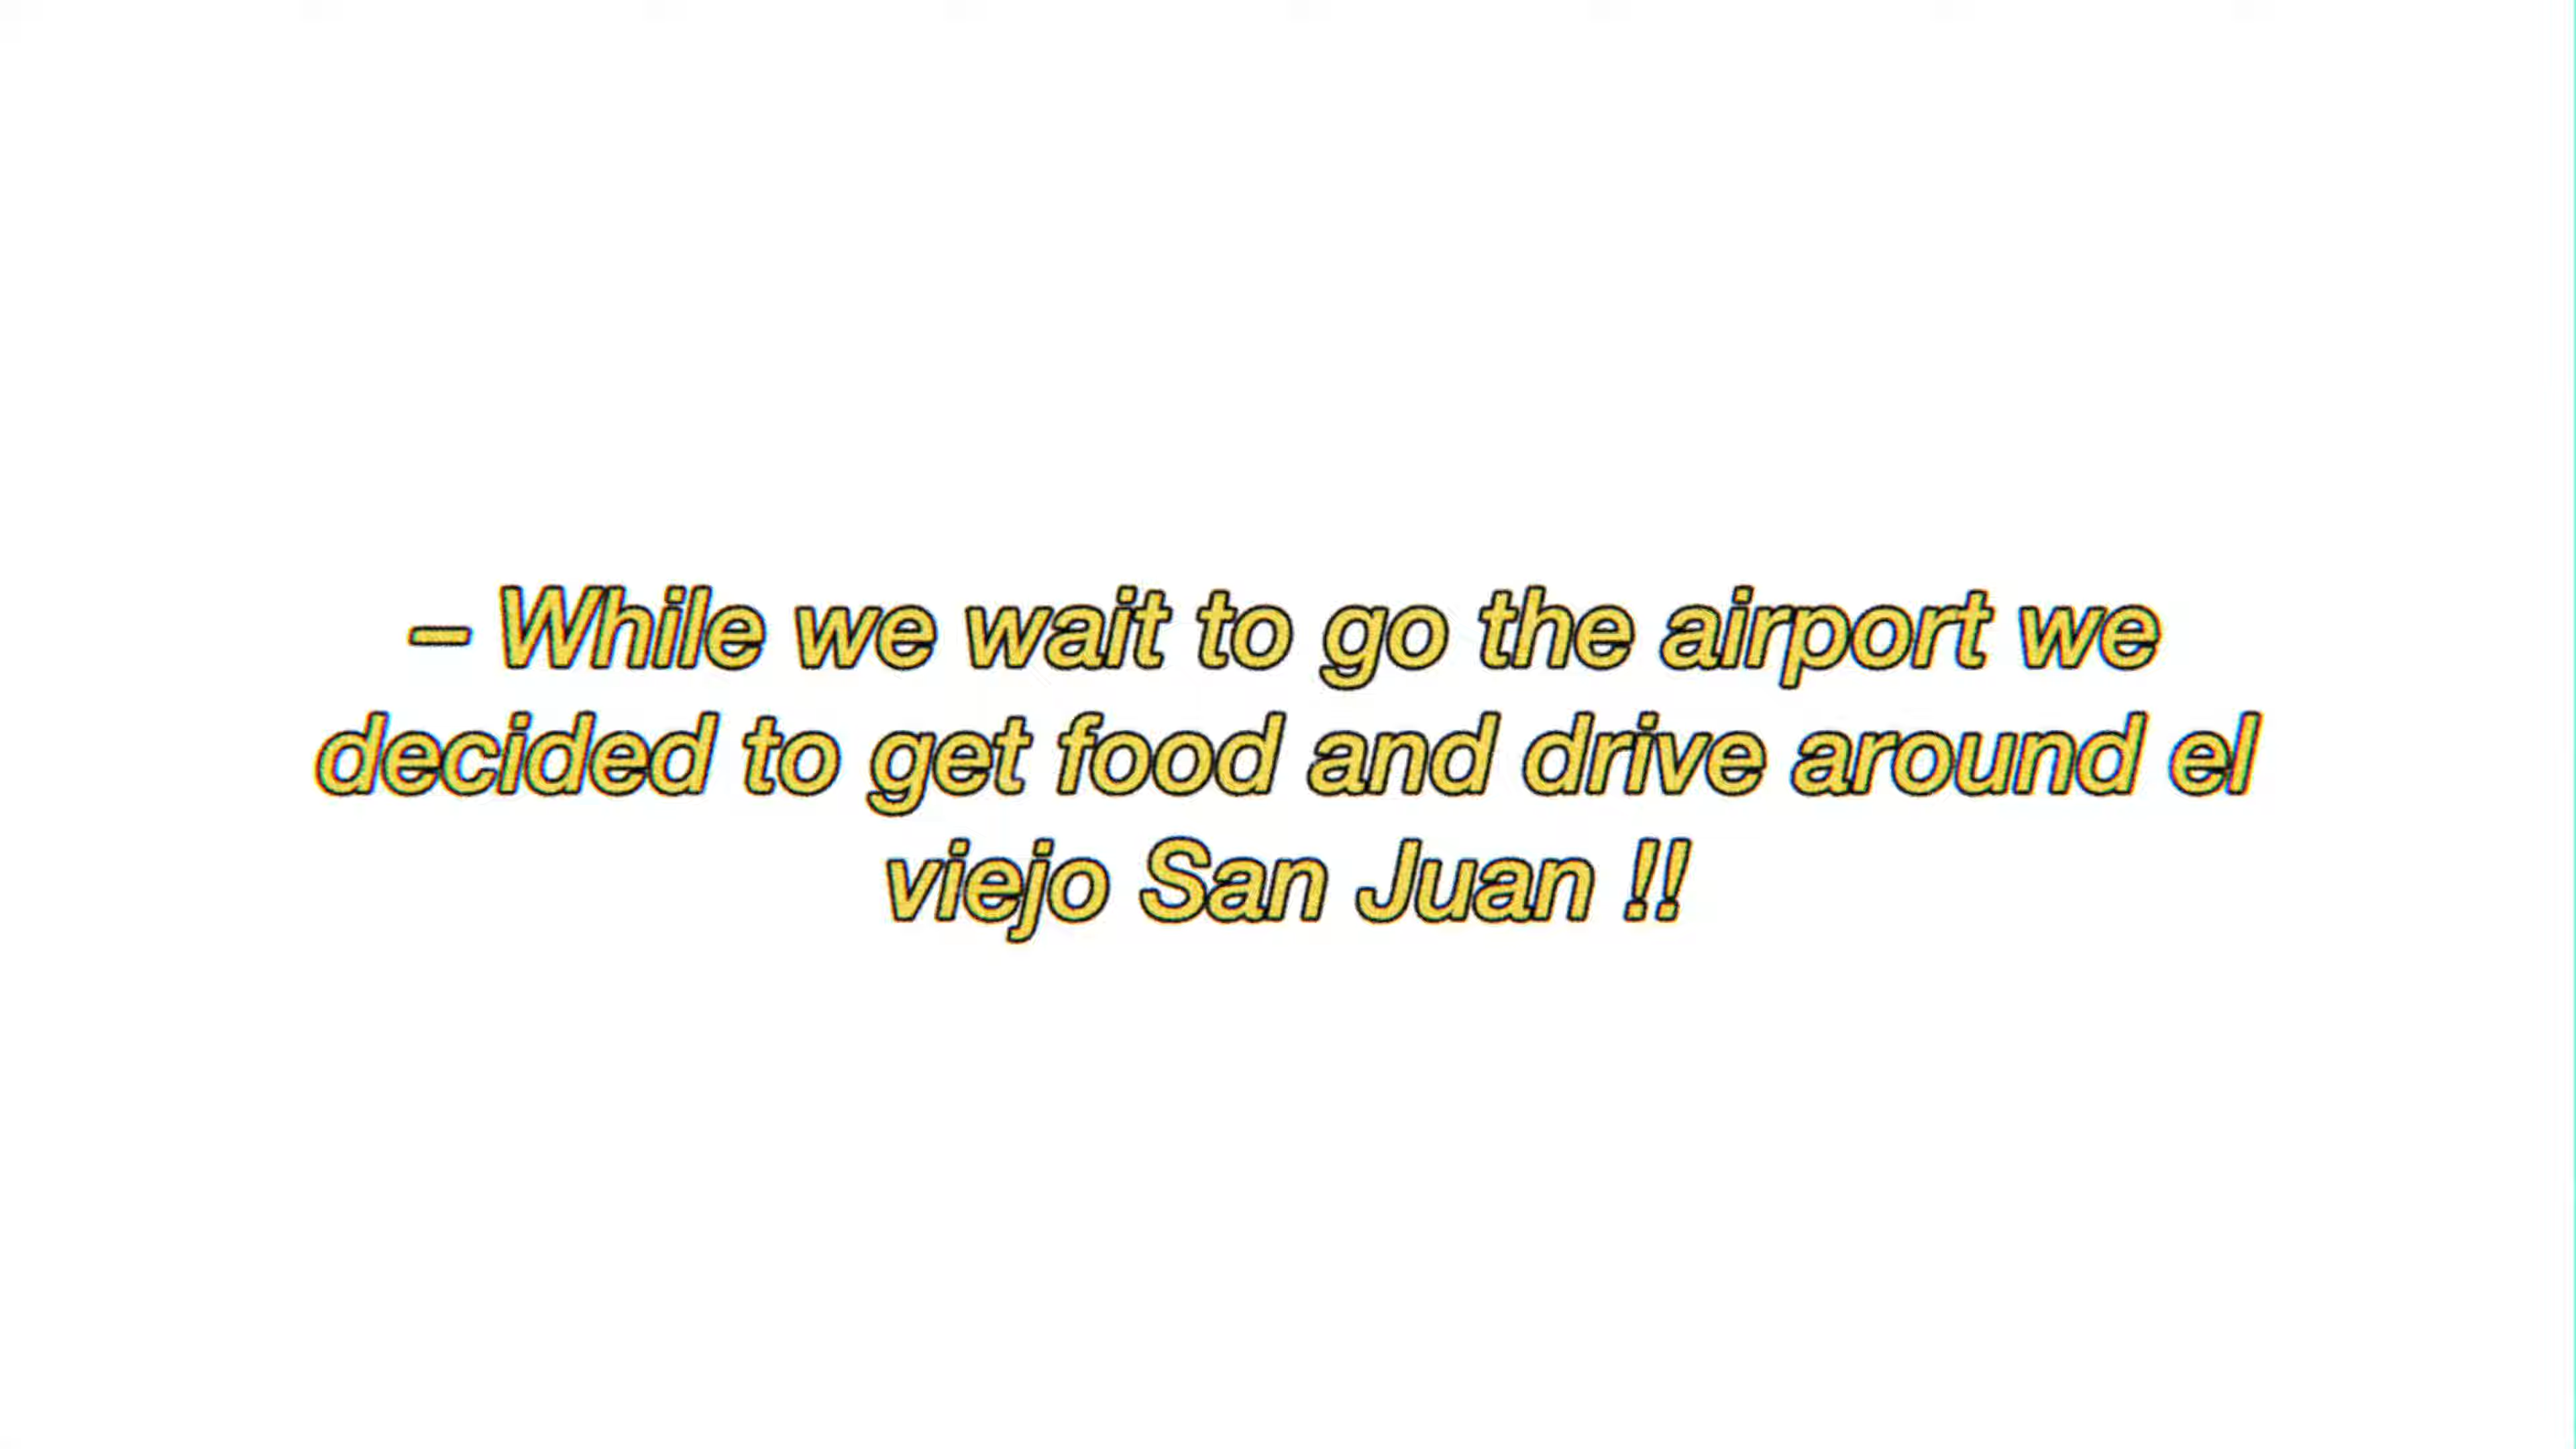 – While we wait to go the airport we
decided to get food and drive around el
viejo San Juan !!